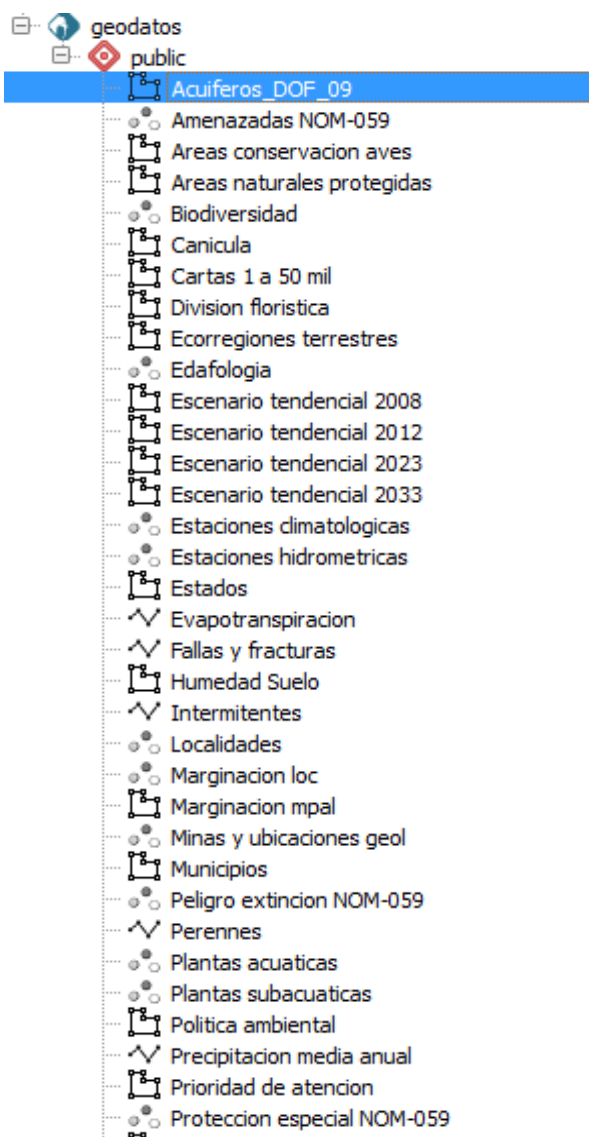 geodatos
public
Acuiferos_DOF_09
Amenazadas NOM-059
Areas conservacion aves
Areas naturales protegidas
Biodiversidad
Canicula
Cartas 1 a 50 mil
Division floristica
Ecorregiones terrestres
Edafologia
Escenario tendencial 2008
Escenario tendencial 2012
Escenario tendencial 2023
Escenario tendencial 2033
Estaciones climatologicas
Estaciones hidrometricas
Estados
Evapotranspiracion
Fallas y fracturas
Humedad Suelo
Intermitentes
Localidades
Marginacion loc
Marginacion mpal
Minas y ubicaciones geol
Municipios
Peligro extincion NOM-059
Perennes
Plantas acuaticas
Plantas subacuaticas
Politica ambiental
Precipitacion media anual
Prioridad de atencion
Proteccion especial NOM-059